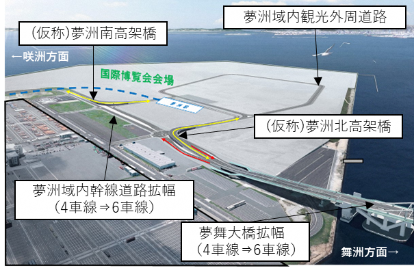 (仮称)夢洲南高架橋
夢洲域内観光外周道路
←咲洲方面
国際博覧会会場
(仮称)夢洲北高架橋
夢洲域内幹線道路拡幅
(4車線⇒6車線)
夢舞大橋拡幅
(4車線⇒6車線)
舞洲方面→